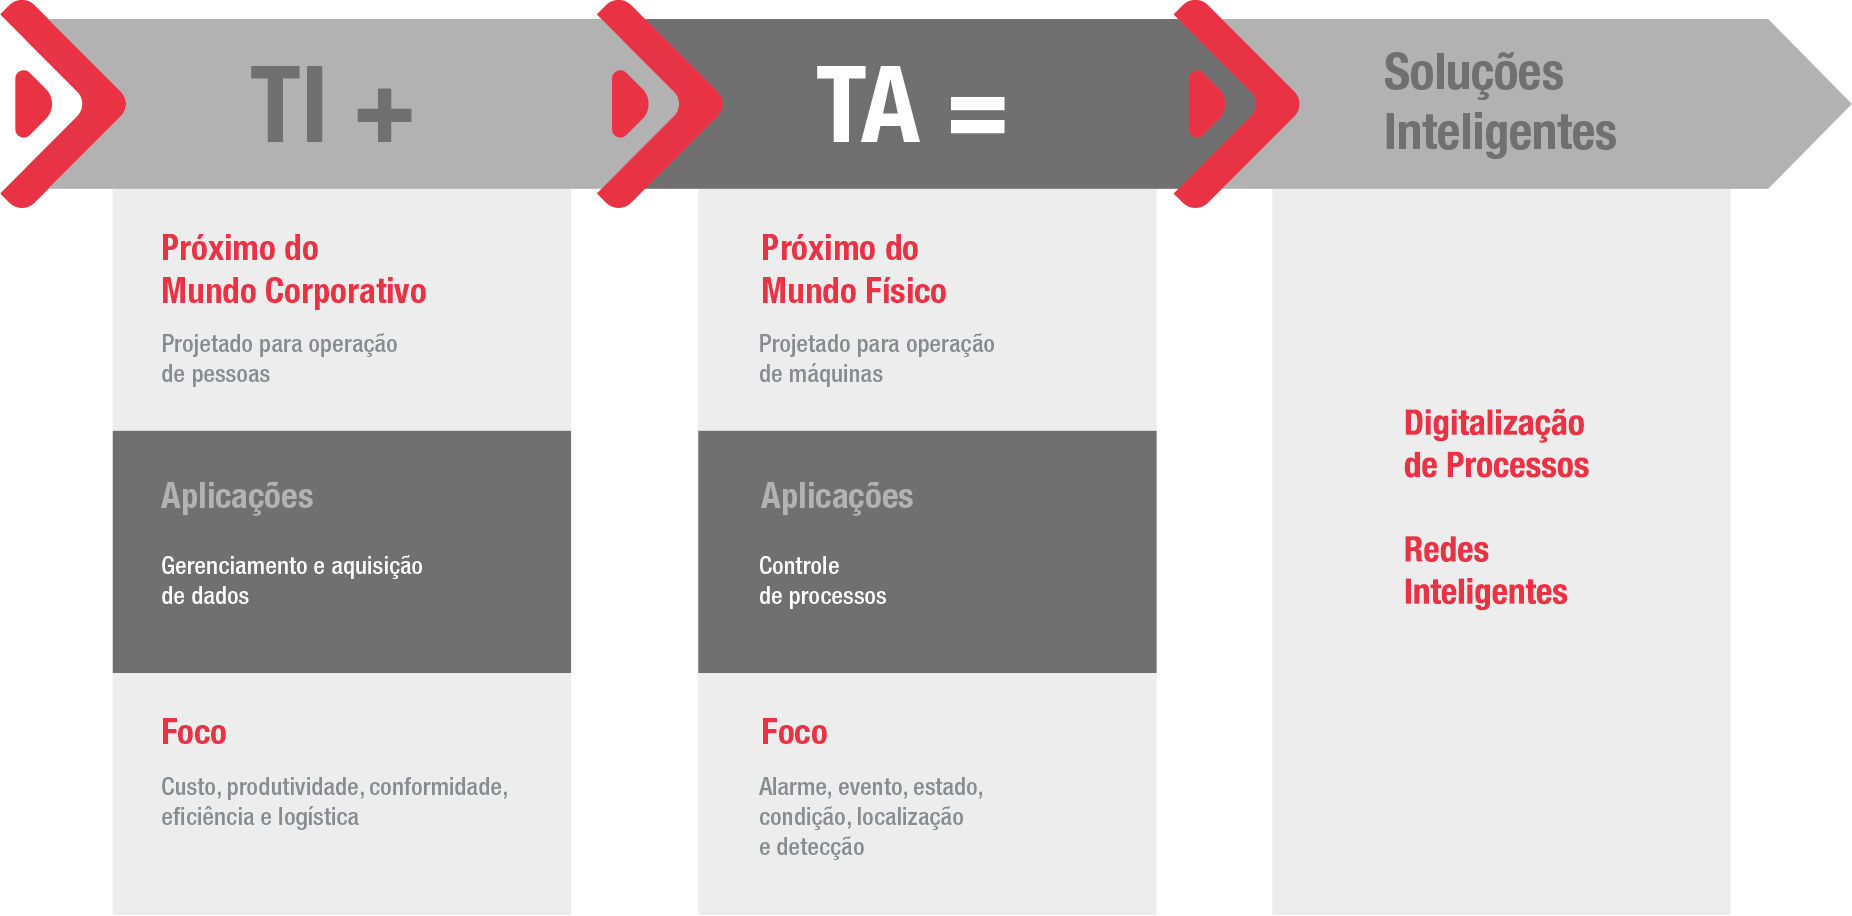 TI +
TA =
Soluções
Inteligentes
Próximo do
Mundo Corporativo
Projetado para operação
de pessoas
Aplicações
Gerenciamento e aquisição
de dados
Foco
Custo, produtividade, conformidade,
eficiência e logística
Próximo do
Mundo Físico
Projetado para operação
de máquinas
Aplicações
Controle
de processos
Foco
Alarme, evento, estado,
condição, localização
e detecção
Digitalização
de Processos
Redes
Inteligentes